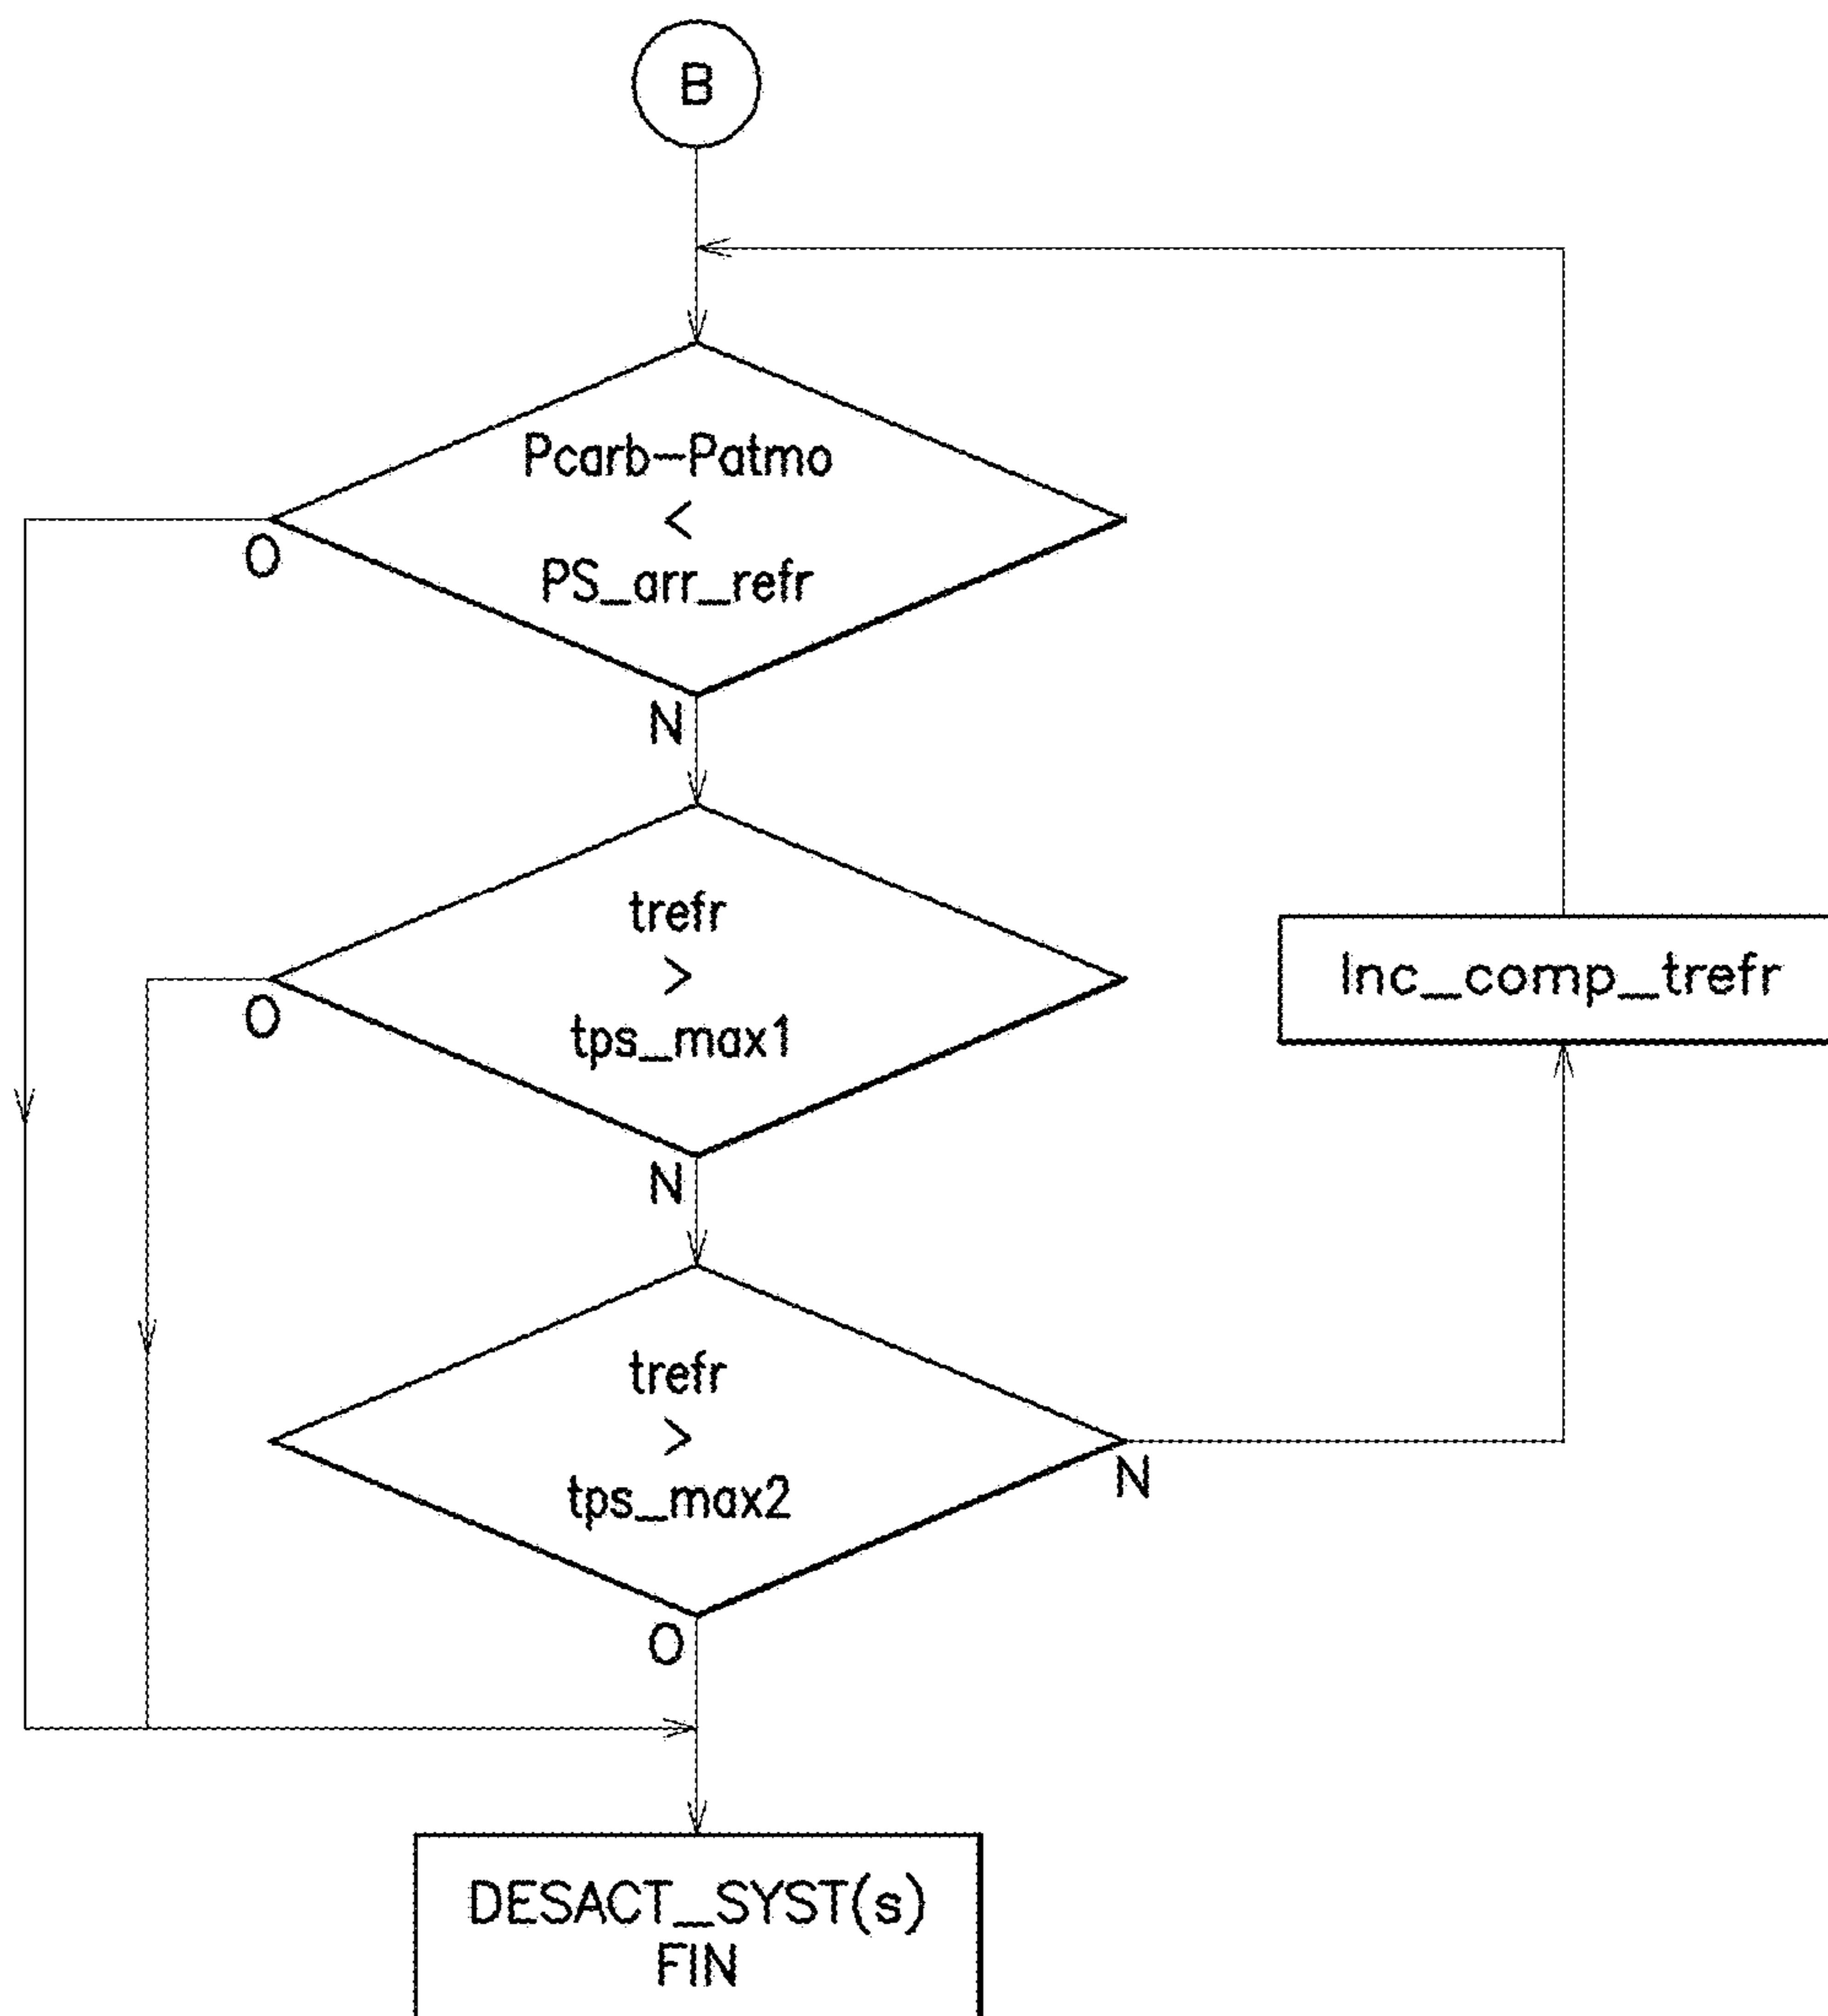 B
Pcarb-Patmo
<
PS_arr_refr
O
N
trefr
>
tps_max1
O
N
Inc_comp_trefr
trefr
>
tps_max2
N
O
DESACT_SYST(s)
FIN